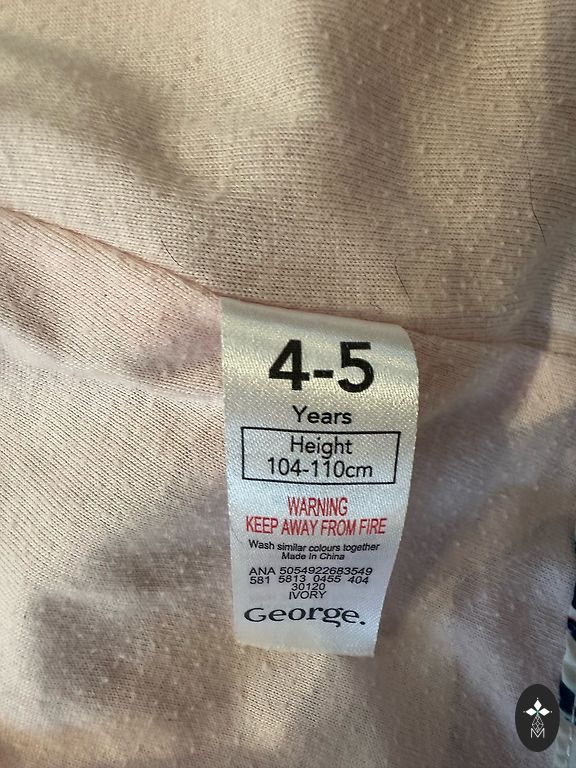 4-5
Years
Height
104-110cm
WARNING
KEEP AWAY FROM FIRE
Wash similar colours together
Made In China
ANA 5054922683549
581 5813 0455 404
30120
IVORY
George.